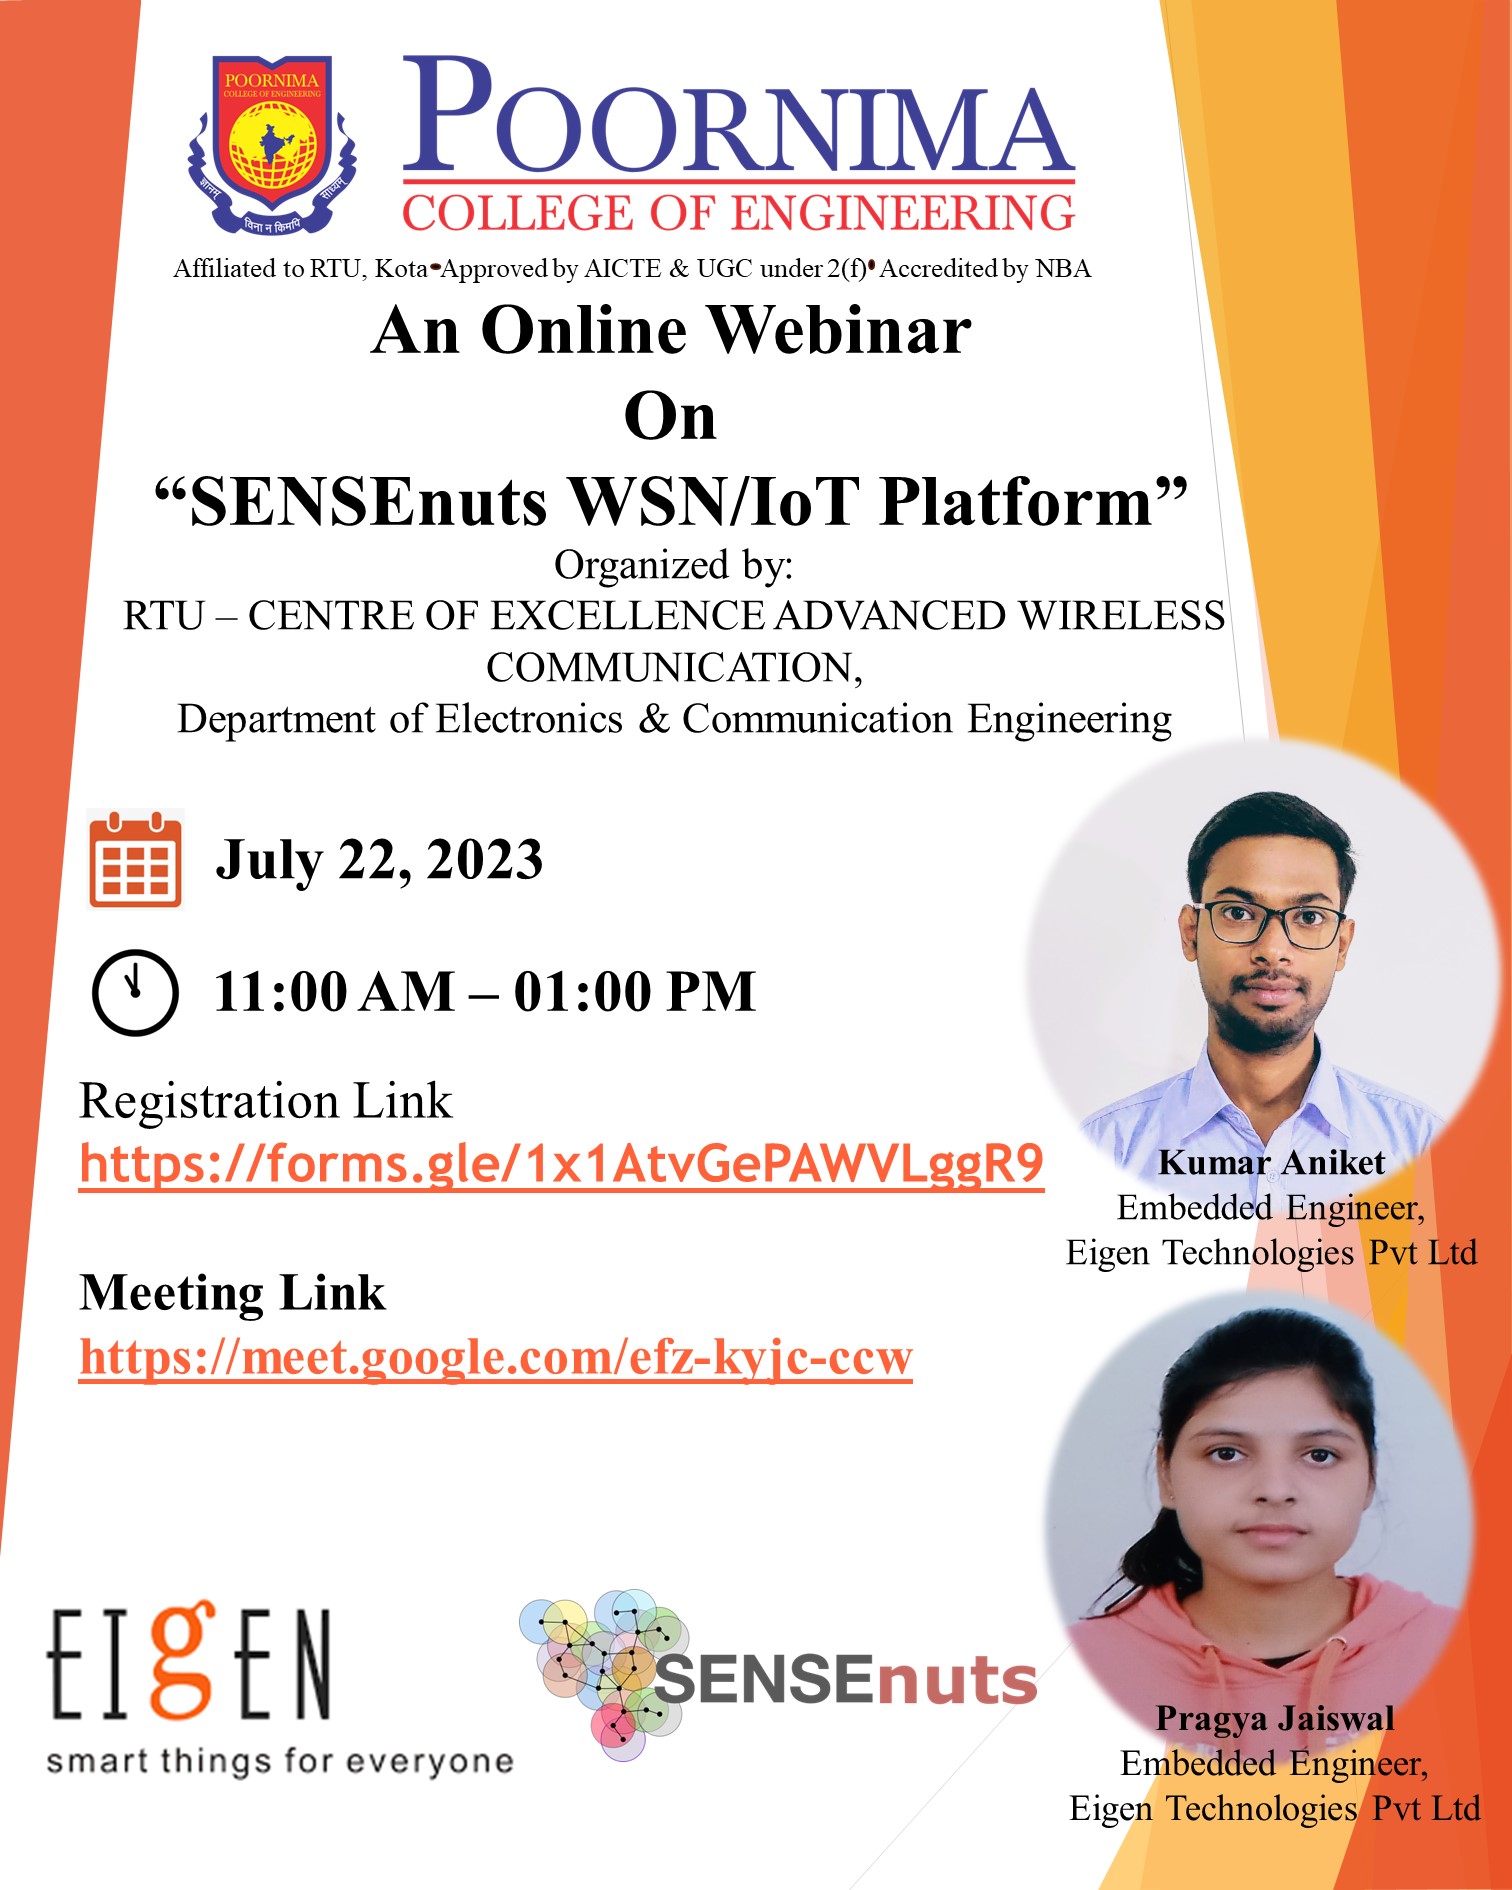 POORNIMA
COLLEGE OF ENGINEERING
ज्ञानम्
विना न किमपि
साध्यम्
POORNIMA
COLLEGE OF ENGINEERING
Affiliated to RTU, Kota•Approved by AICTE & UGC under 2(f)• Accredited by NBA
An Online Webinar
On
“SENSEnuts WSN/IoT Platform”
Organized by:
RTU – CENTRE OF EXCELLENCE ADVANCED WIRELESS
COMMUNICATION,
Department of Electronics & Communication Engineering
July 22, 2023
11:00 AM – 01:00 PM
Registration Link
https://forms.gle/1x1AtvGePAWVLggR9
Meeting Link
https://meet.google.com/efz-kyjc-ccw
Kumar Aniket
Embedded Engineer,
Eigen Technologies Pvt Ltd
Pragya Jaiswal
Embedded Engineer,
Eigen Technologies Pvt Ltd
EIgEN
smart things for everyone
SENSEnuts